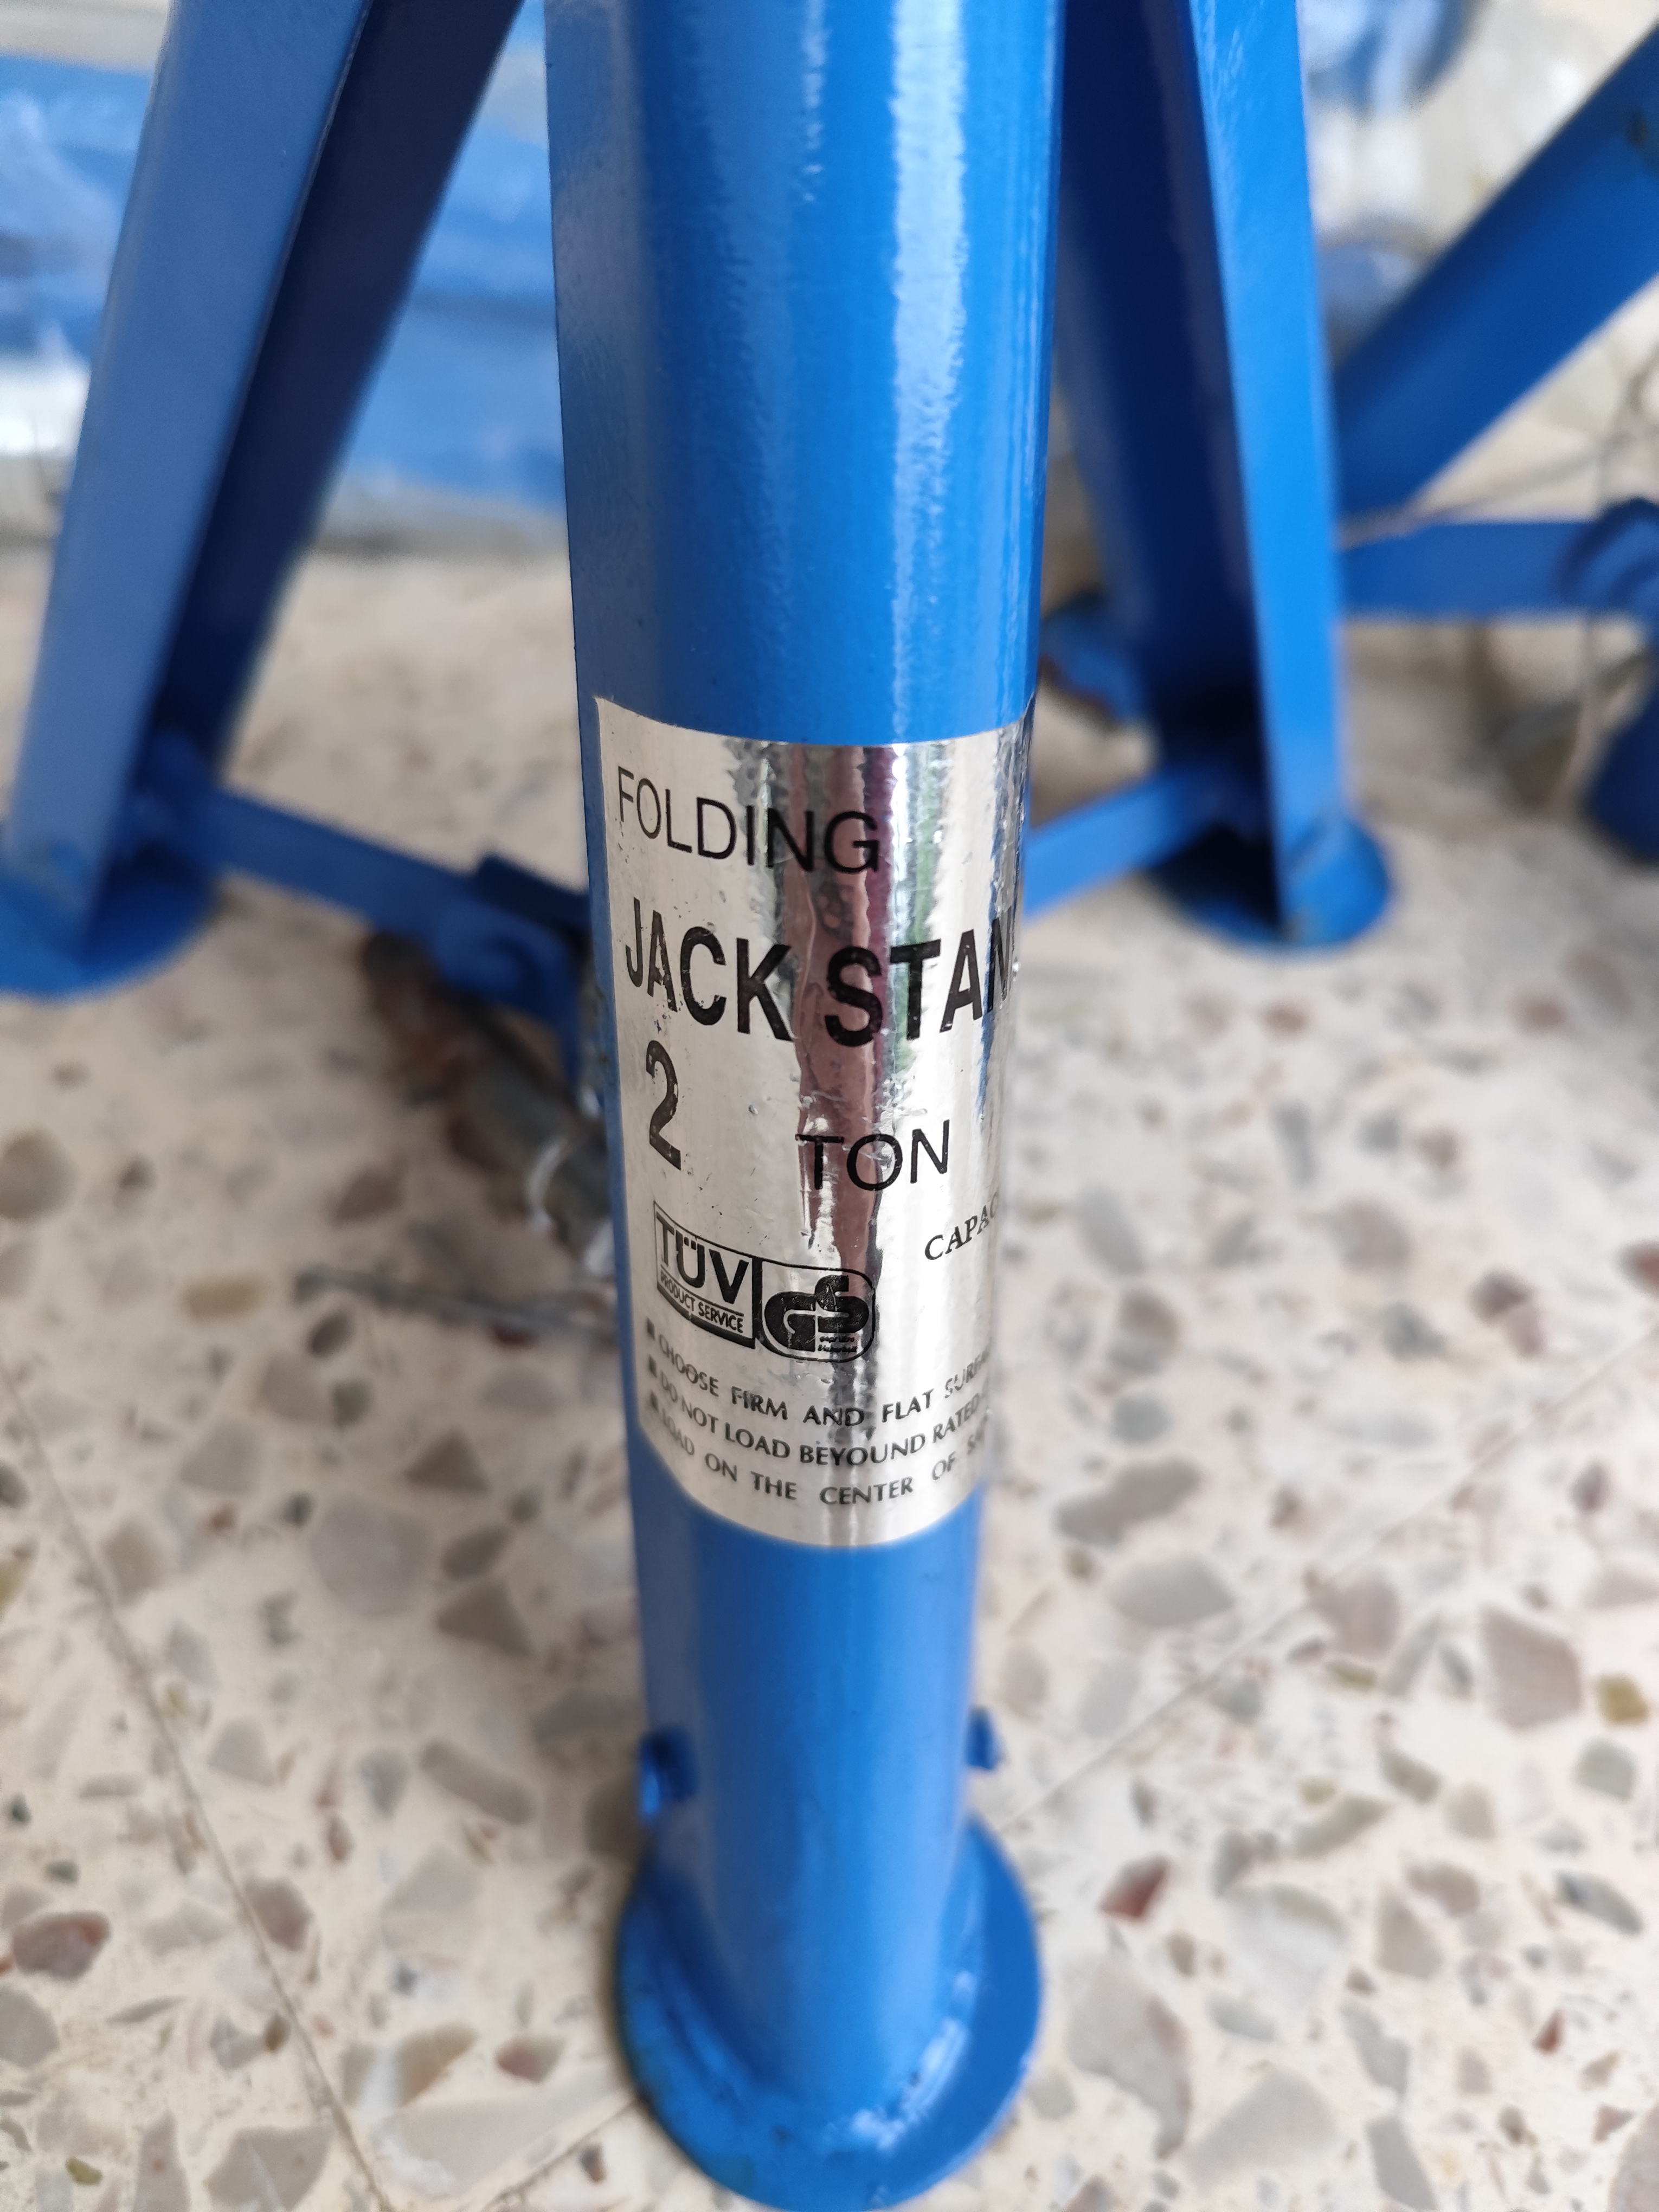 FOLDING
JACK STAN
2 TON
CAPAC
TÜV
PRODUCT SERVICE
GS
■ CHOOSE FIRM AND FLAT SURFA
■ DO NOT LOAD BEYOUND RATED
■ LOAD ON THE CENTER OF